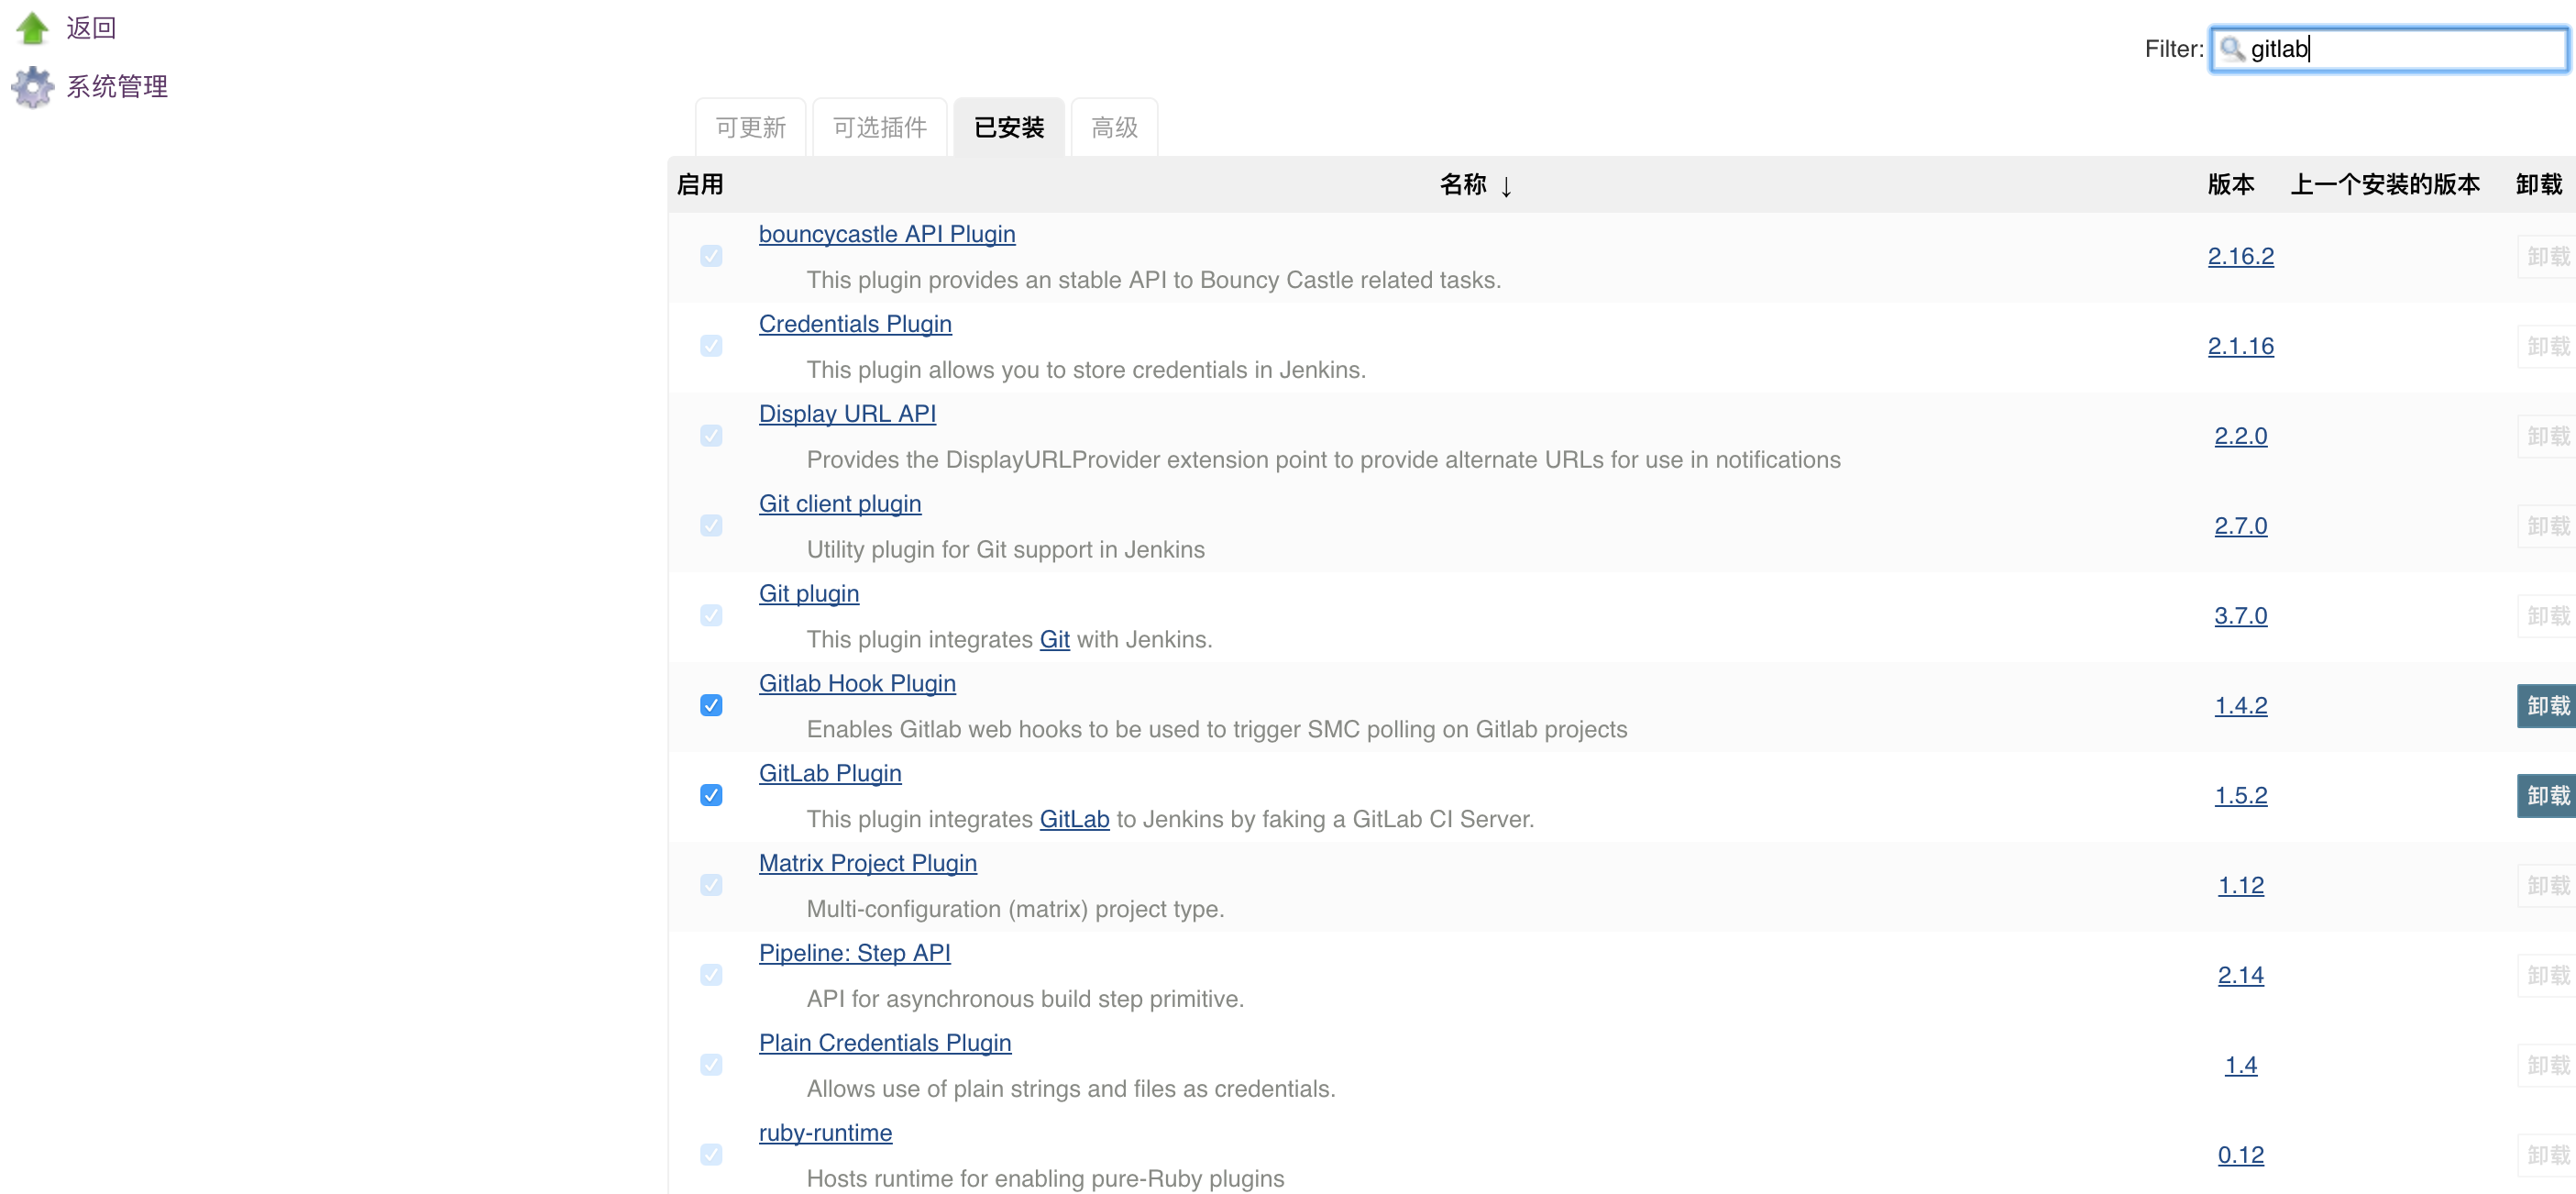 返回
系统管理
Filter: gitlab
可更新 可选插件 已安装 高级
启用 名称 ↓ 版本 上一个安装的版本 卸载
bouncycastle API Plugin
This plugin provides an stable API to Bouncy Castle related tasks.
2.16.2 卸载
Credentials Plugin
This plugin allows you to store credentials in Jenkins.
2.1.16 卸载
Display URL API
Provides the DisplayURLProvider extension point to provide alternate URLs for use in notifications
2.2.0 卸载
Git client plugin
Utility plugin for Git support in Jenkins
2.7.0 卸载
Git plugin
This plugin integrates Git with Jenkins.
3.7.0 卸载
Gitlab Hook Plugin
Enables Gitlab web hooks to be used to trigger SMC polling on Gitlab projects
1.4.2 卸载
GitLab Plugin
This plugin integrates GitLab to Jenkins by faking a GitLab CI Server.
1.5.2 卸载
Matrix Project Plugin
Multi-configuration (matrix) project type.
1.12 卸载
Pipeline: Step API
API for asynchronous build step primitive.
2.14 卸载
Plain Credentials Plugin
Allows use of plain strings and files as credentials.
1.4 卸载
ruby-runtime
Hosts runtime for enabling pure-Ruby plugins
0.12 卸载